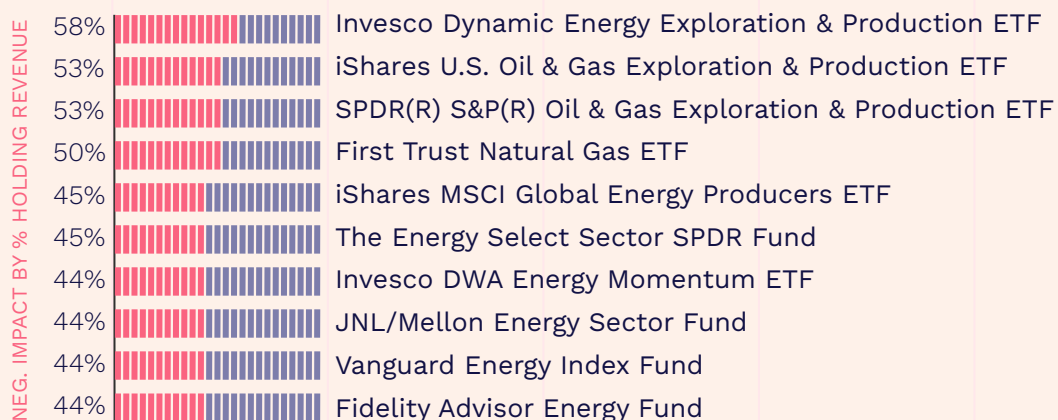 NEG. IMPACT BY % HOLDING REVENUE
58% Invesco Dynamic Energy Exploration & Production ETF
53% iShares U.S. Oil & Gas Exploration & Production ETF
53% SPDR(R) S&P(R) Oil & Gas Exploration & Production ETF
50% First Trust Natural Gas ETF
45% iShares MSCI Global Energy Producers ETF
45% The Energy Select Sector SPDR Fund
44% Invesco DWA Energy Momentum ETF
44% JNL/Mellon Energy Sector Fund
44% Vanguard Energy Index Fund
44% Fidelity Advisor Energy Fund